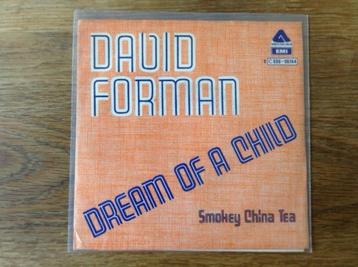 DAVID
FORMAN
EMI
DREAM OF A CHILD
Smokey China Tea